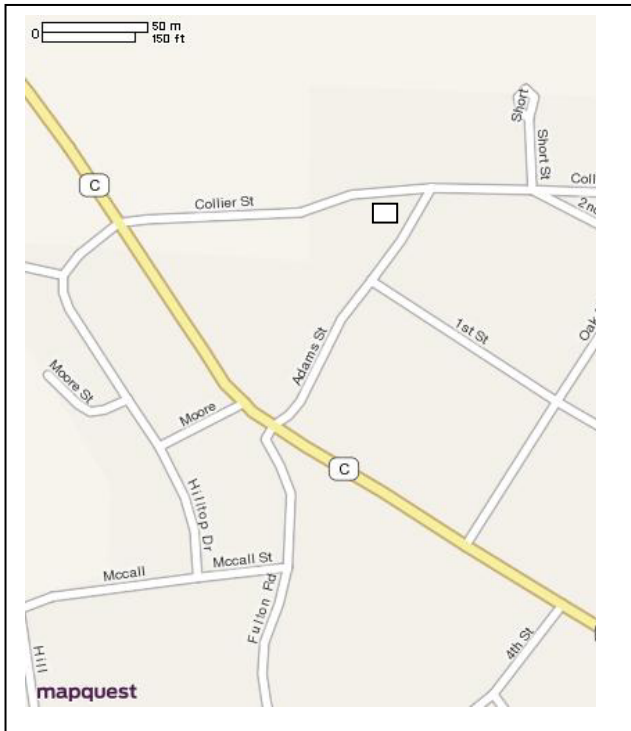 0
50 m
150 ft
Short
Short St
C
Coll
Collier St
2nd
1st St
Oak
Adams St
Moore St
Moore
C
Hilltop Dr
Mccall St
Mccall
Fulton Rd
4th St
Hill
mapquest